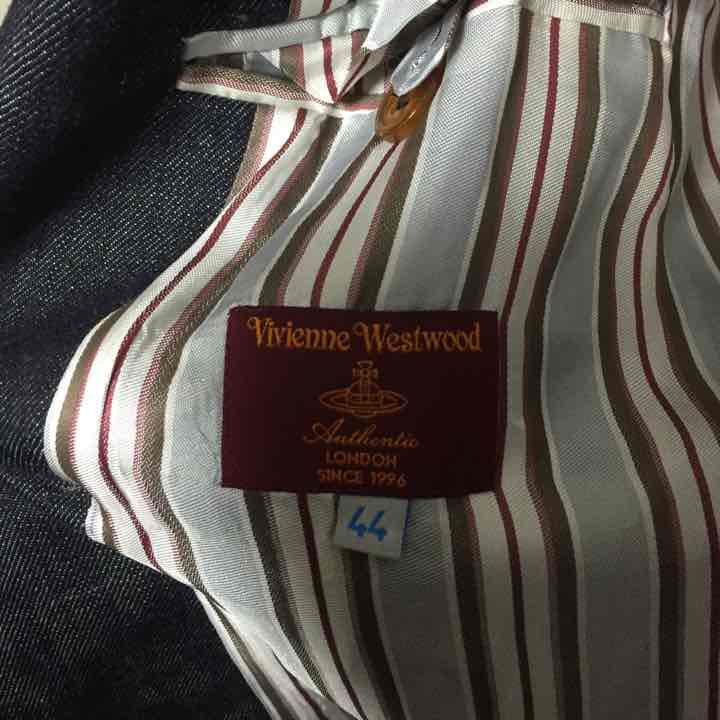 Vivienne Westwood
Authentic
LONDON
SINCE 1996
44